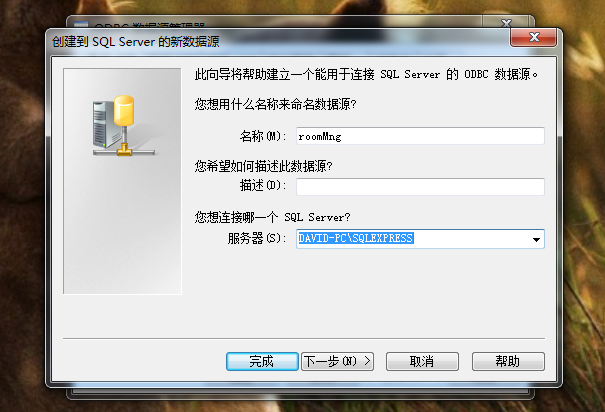 ODBC 数据源管理器
创建到 SQL Server 的新数据源
此向导将帮助建立一个能用于连接 SQL Server 的 ODBC 数据源。
您想用什么名称来命名数据源?
名称(M): roomMng
您希望如何描述此数据源?
描述(D):
您想连接哪一个 SQL Server?
服务器(S): DAVID-PC\SQLEXPRESS
完成 下一步(N) > 取消 帮助